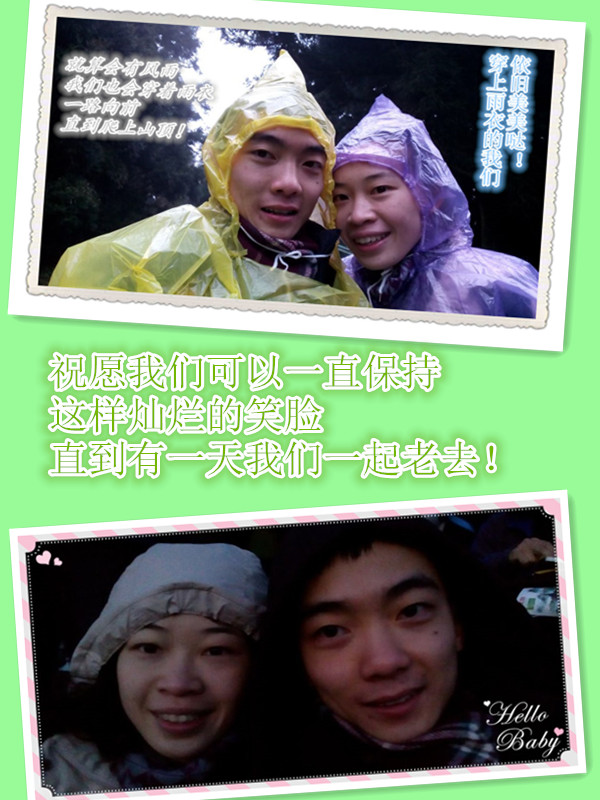 就算会有风雨
我们也会穿着雨衣
一路向前
直到爬上山顶！
依旧美美哒！
穿上雨衣的我们
祝愿我们可以一直保持
这样灿烂的笑脸
直到有一天我们一起老去！
Hello
Baby